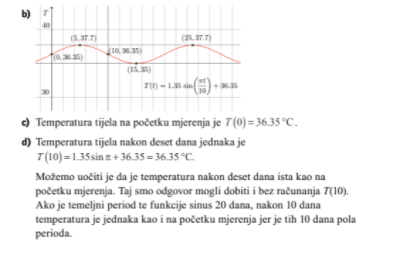 b)
T
40
(5, 37.7)
(25, 37.7)
(0, 36.35)
(10, 36.35)
(15, 35)
T(t) = 1.35 sin(πt/10) + 36.35
30
c) Temperatura tijela na početku mjerenja je T(0) = 36.35 °C.
d) Temperatura tijela nakon deset dana jednaka je
T(10) = 1.35 sin π + 36.35 = 36.35 °C.
Možemo uočiti je da je temperatura nakon deset dana ista kao na
početku mjerenja. Taj smo odgovor mogli dobiti i bez računanja T(10).
Ako je temeljni period te funkcije sinus 20 dana, nakon 10 dana
temperatura je jednaka kao i na početku mjerenja jer je tih 10 dana pola
perioda.